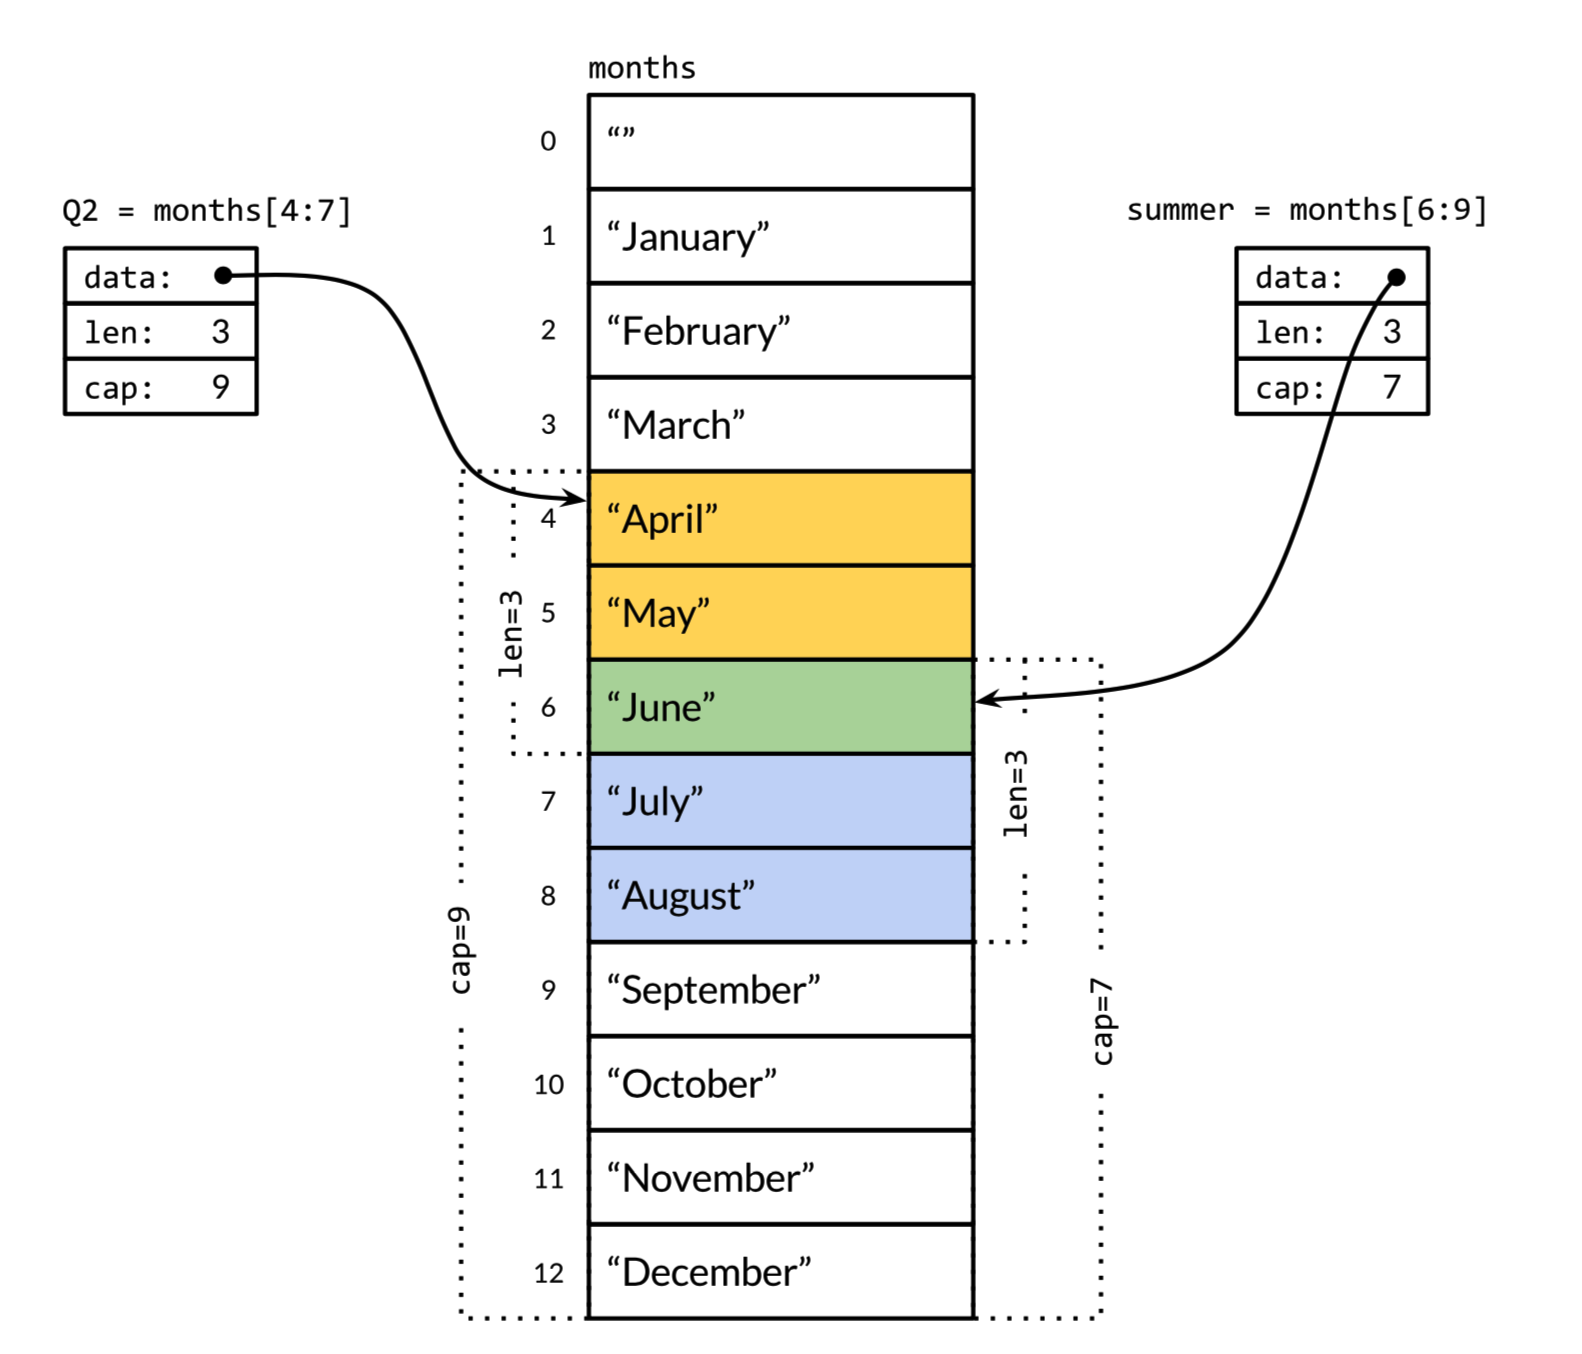 months
0 “”
1 “January”
2 “February”
3 “March”
4 “April”
5 “May”
6 “June”
7 “July”
8 “August”
9 “September”
10 “October”
11 “November”
12 “December”
Q2 = months[4:7]
data:
len: 3
cap: 9
len=3
cap=9
summer = months[6:9]
data:
len: 3
cap: 7
len=3
cap=7